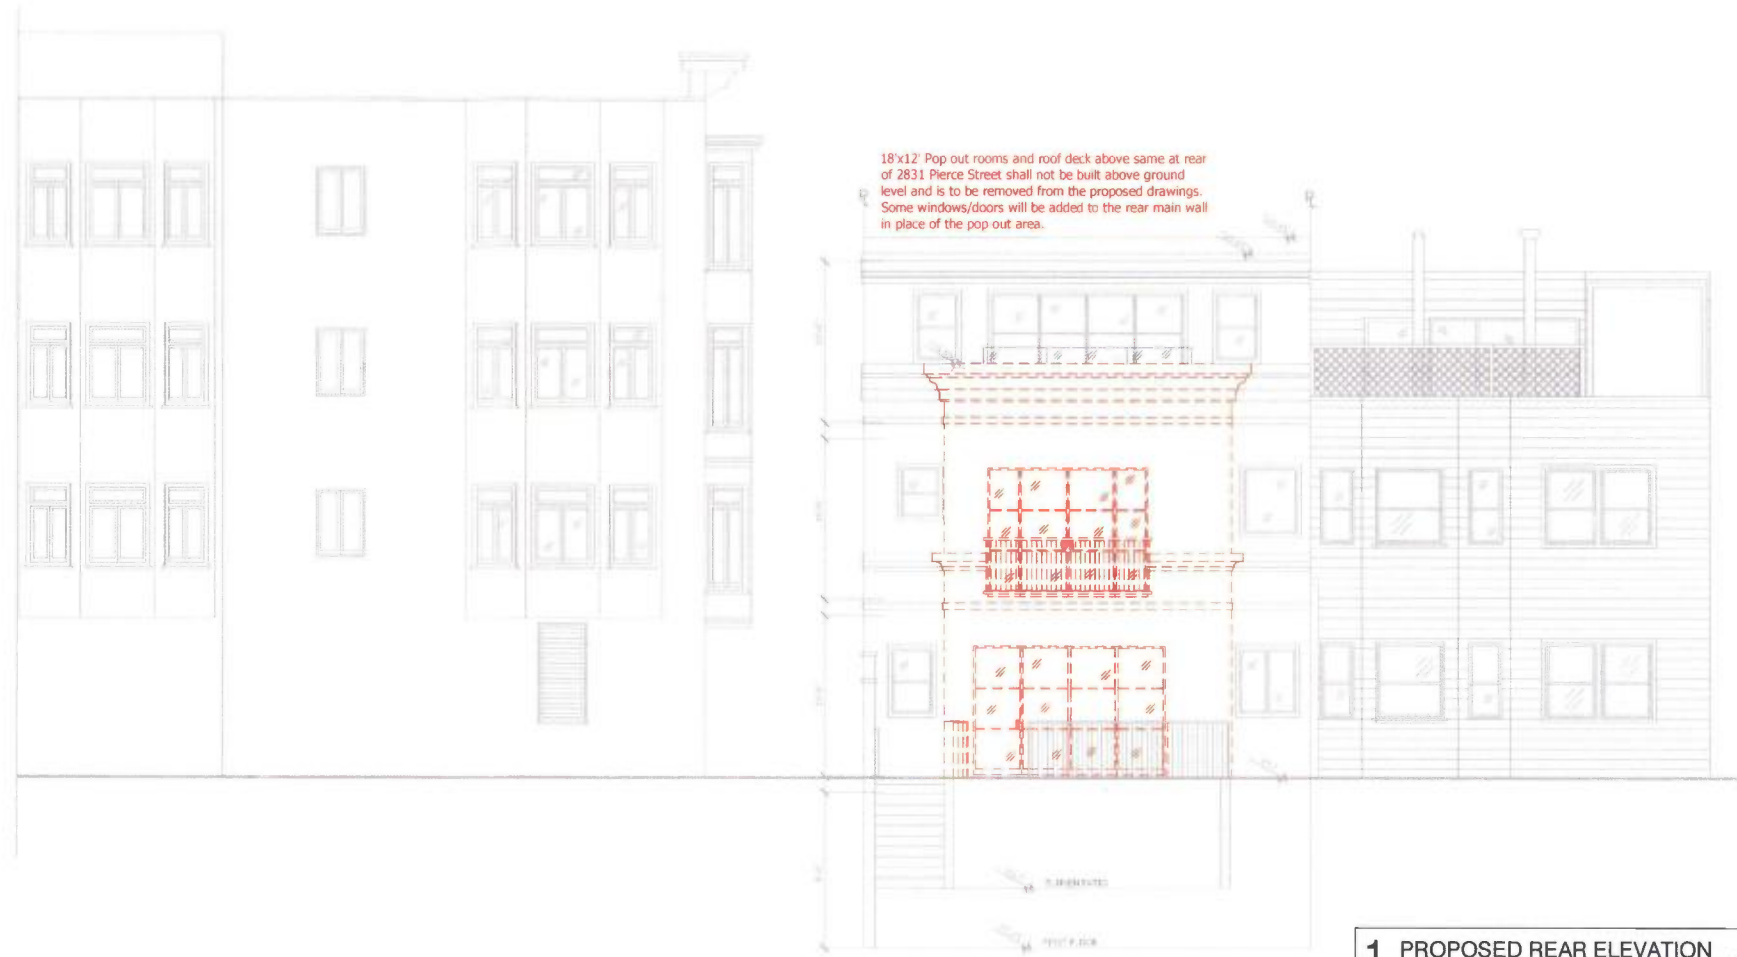 18'x12' Pop out rooms and roof deck above same at rear
of 2831 Pierce Street shall not be built above ground
level and is to be removed from the proposed drawings.
Some windows/doors will be added to the rear main wall
in place of the pop out area.
FIRST FLOOR
1 PROPOSED REAR ELEVATION